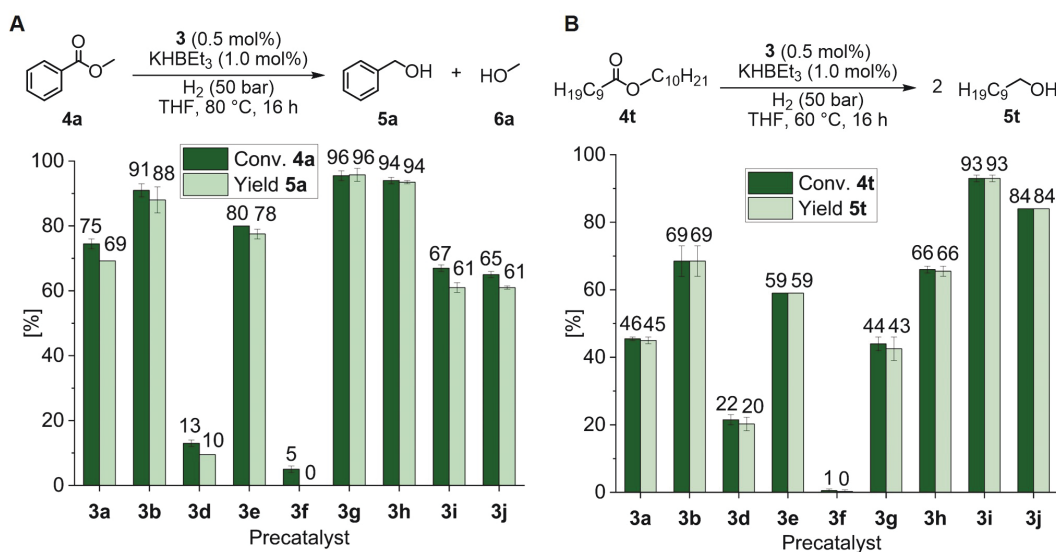 A
3 (0.5 mol%)
KHBEt3 (1.0 mol%)
H2 (50 bar)
THF, 80 °C, 16 h
O
O
4a
OH
5a
+
HO
6a
Conv. 4a
Yield 5a
[%]
100
80
60
40
20
0
75 69
91 88
13 10
80 78
5 0
96 96
94 94
67 61
65 61
3a 3b 3d 3e 3f 3g 3h 3i 3j
Precatalyst
B
3 (0.5 mol%)
KHBEt3 (1.0 mol%)
H2 (50 bar)
THF, 60 °C, 16 h
O
H19C9 O C10H21
4t
2 H19C9 OH
5t
Conv. 4t
Yield 5t
[%]
100
80
60
40
20
0
46 45
69 69
22 20
59 59
1 0
44 43
66 66
93 93
84 84
3a 3b 3d 3e 3f 3g 3h 3i 3j
Precatalyst